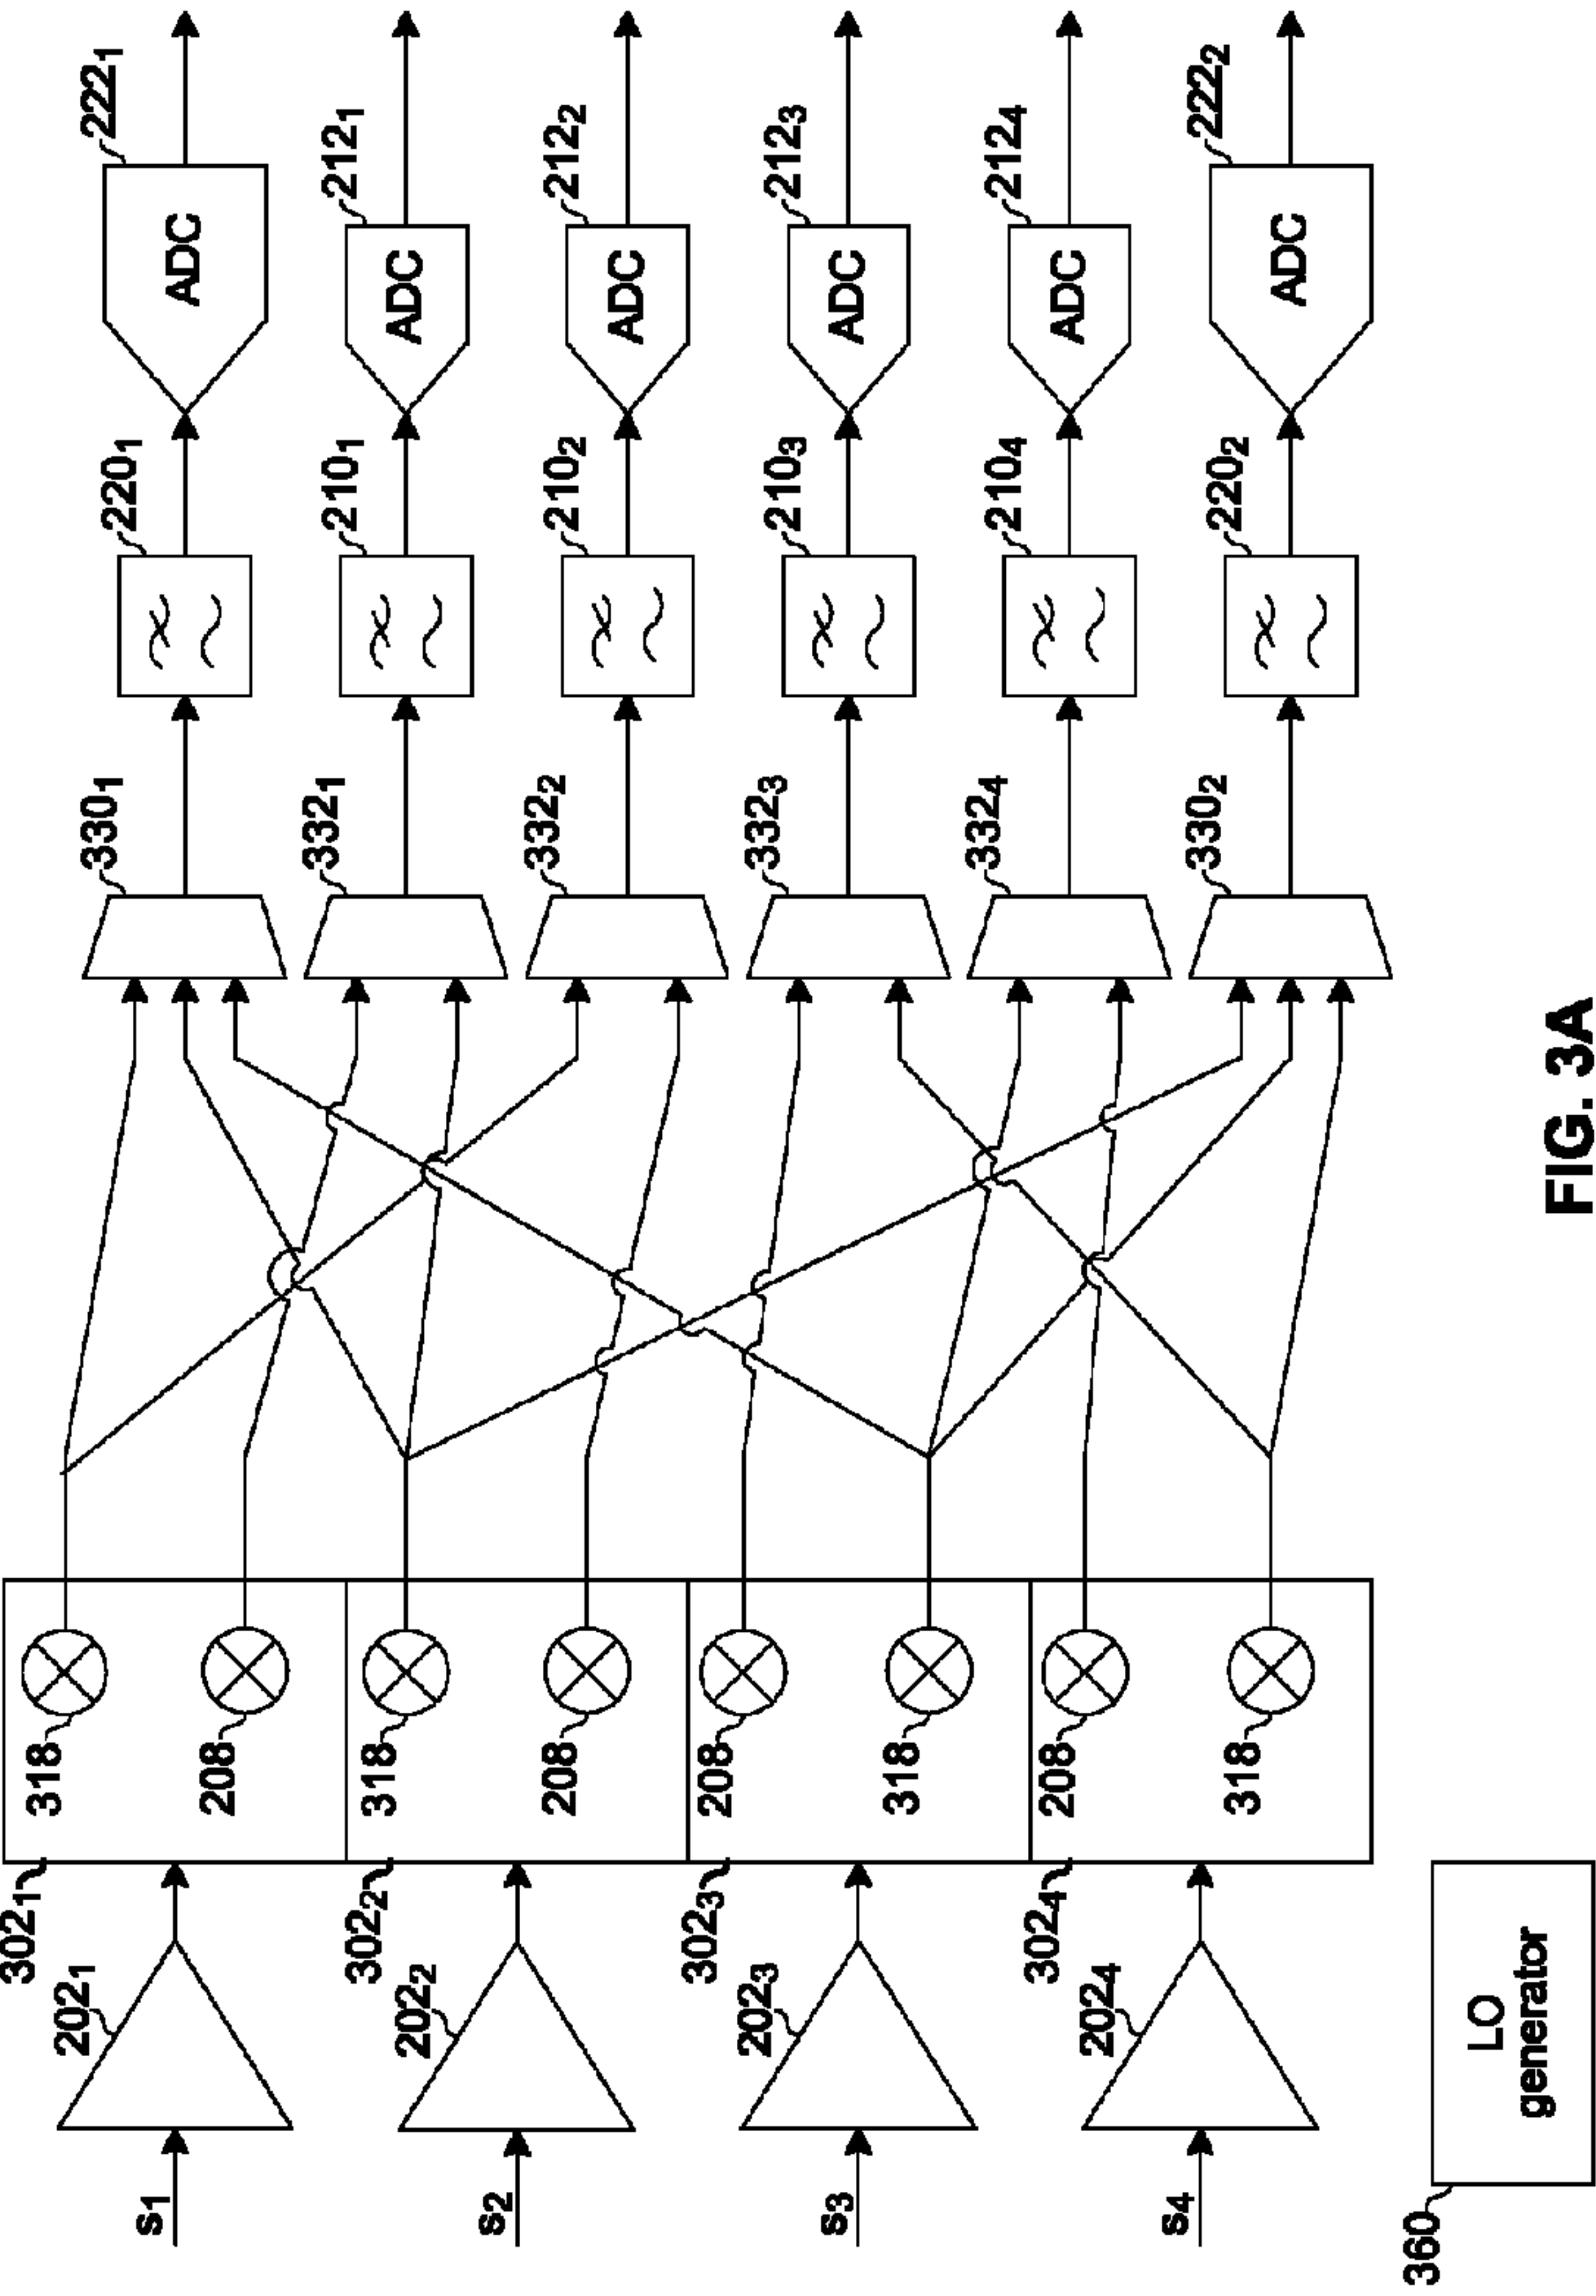 222₁
212₁
212₂
212₃
212₄
222₂
ADC
ADC
ADC
ADC
ADC
ADC
220₁
210₁
210₂
210₃
210₄
220₂
330₁
332₁
332₂
332₃
332₄
330₂
318
208
318
208
208
318
208
318
302₁
302₂
302₃
302₄
202₁
202₂
202₃
202₄
s₁
s₂
s₃
s₄
LO
generator
360
FIG. 3A